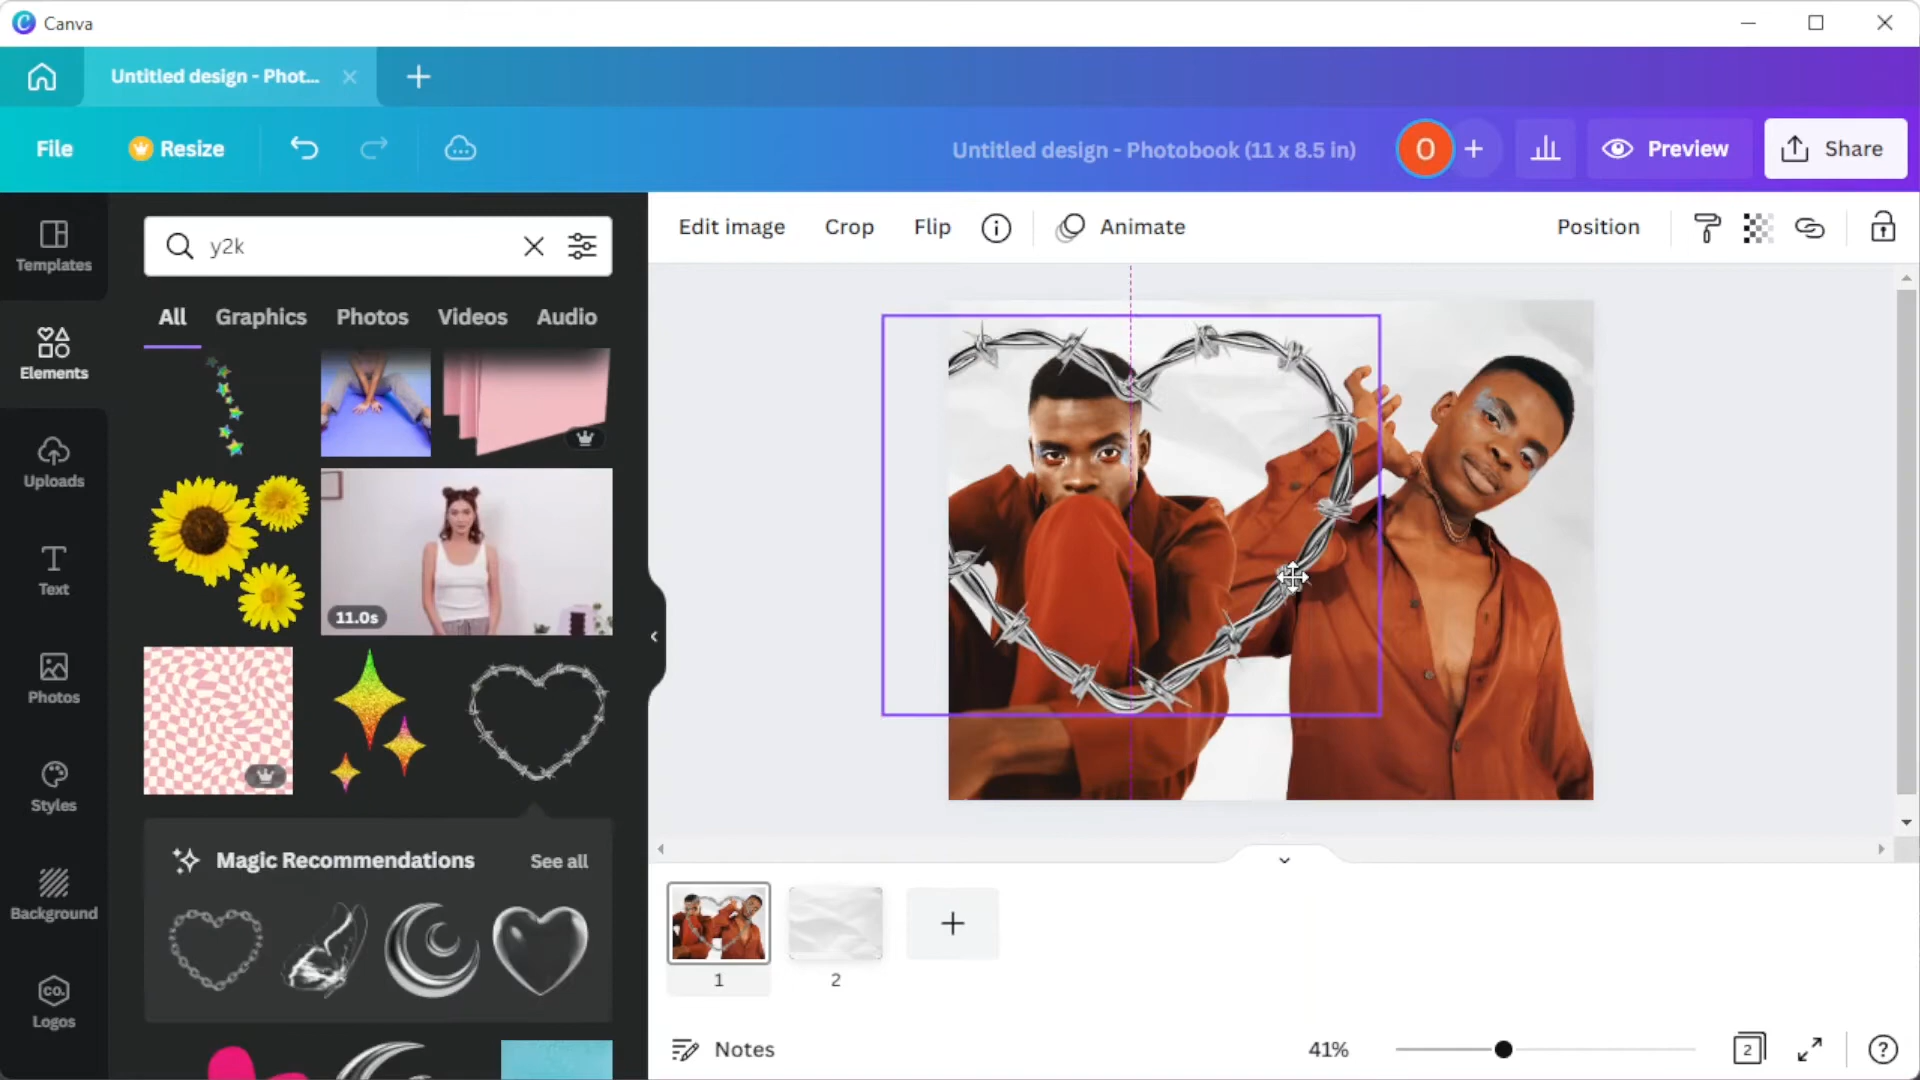 Canva
Untitled design - Phot...
File
Resize
Untitled design - Photobook (11 x 8.5 in)
O
Preview
Share
Templates
Elements
Uploads
Text
Photos
Styles
Background
CO.
Logos
y2k
All
Graphics
Photos
Videos
Audio
11.0s
Magic Recommendations
See all
Edit image
Crop
Flip
Animate
Position
1
2
Notes
41%
2